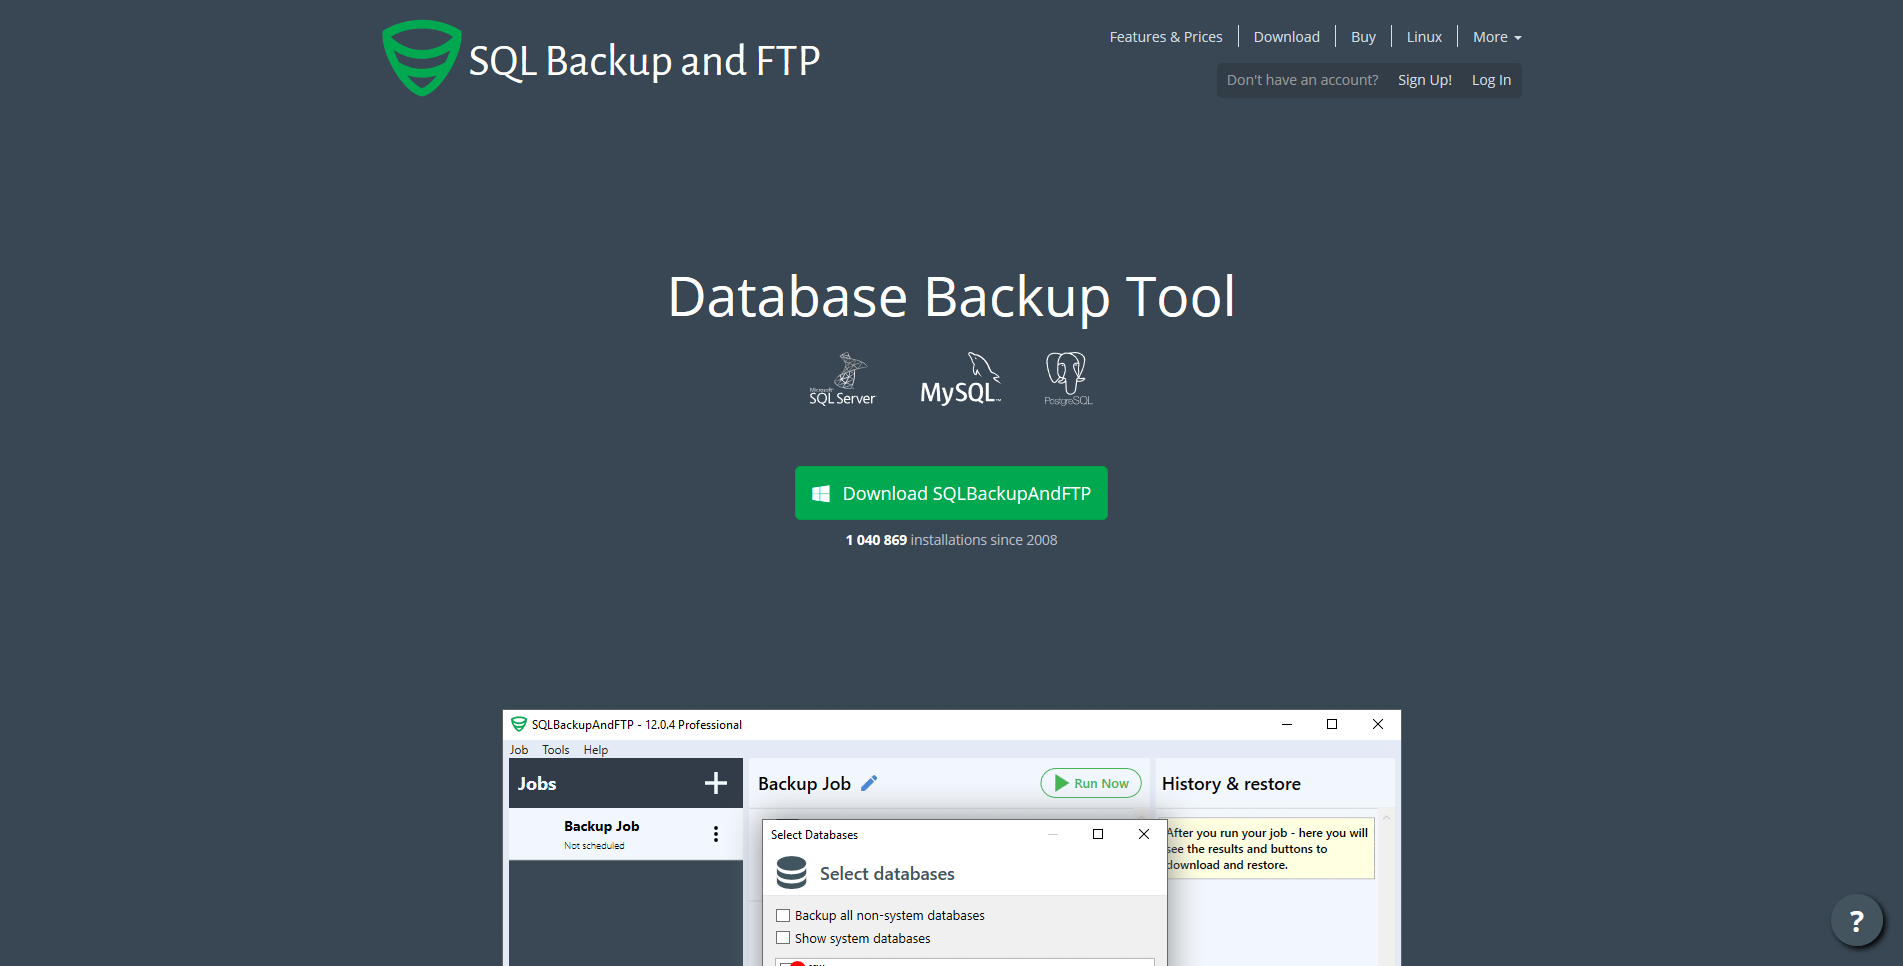 SQL Backup and FTP
Features & Prices
Download
Buy
Linux
More
Don't have an account?
Sign Up!
Log In
Database Backup Tool
Microsoft
SQL Server
MySQL™
PostgreSQL
Download SQLBackupAndFTP
1 040 869 installations since 2008
SQLBackupAndFTP - 12.0.4 Professional
Job Tools Help
Jobs
Backup Job
Not scheduled
Backup Job
Run Now
History & restore
After you run your job - here you will
see the results and buttons to
download and restore.
Select Databases
Select databases
Backup all non-system databases
Show system databases
?